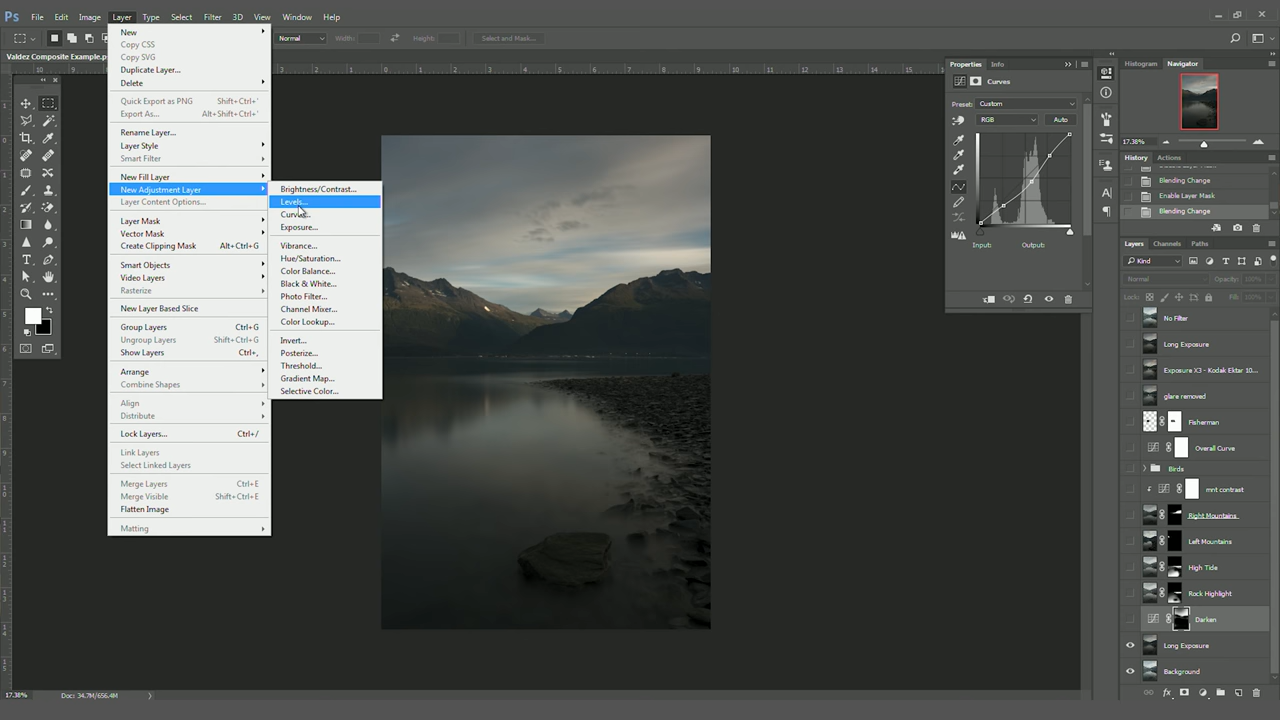 Ps File Edit Image Layer Type Select Filter 3D View Window Help
Normal Width: Height: Select and Mask...
Valdez Composite Example.ps
New
Copy CSS
Copy SVG
Duplicate Layer...
Delete
Quick Export as PNG Shift+Ctrl+'
Export As... Alt+Shift+Ctrl+'
Rename Layer...
Layer Style
Smart Filter
New Fill Layer
New Adjustment Layer
Layer Content Options...
Layer Mask
Vector Mask
Create Clipping Mask Alt+Ctrl+G
Smart Objects
Video Layers
Rasterize
New Layer Based Slice
Group Layers Ctrl+G
Ungroup Layers Shift+Ctrl+G
Show Layers Ctrl+,
Arrange
Combine Shapes
Align
Distribute
Lock Layers... Ctrl+/
Link Layers
Select Linked Layers
Merge Layers Ctrl+E
Merge Visible Shift+Ctrl+E
Flatten Image
Matting
Brightness/Contrast...
Levels...
Curves...
Exposure...
Vibrance...
Hue/Saturation...
Color Balance...
Black & White...
Photo Filter...
Channel Mixer...
Color Lookup...
Invert...
Posterize...
Threshold...
Gradient Map...
Selective Color...
Properties Info
Curves
Preset: Custom
RGB Auto
Input: Output:
Histogram Navigator
17.38%
History Actions
Blending Change
Enable Layer Mask
Blending Change
Layers Channels Paths
Kind
Normal Opacity: 100%
Lock: Fill: 100%
No Filter
Long Exposure
Exposure X3 - Kodak Ektar 10...
glare removed
Fisherman
Overall Curve
Birds
mnt contrast
Right Mountains
Left Mountains
High Tide
Rock Highlight
Darken
Long Exposure
Background
17.38% Doc: 34.7M/656.4M